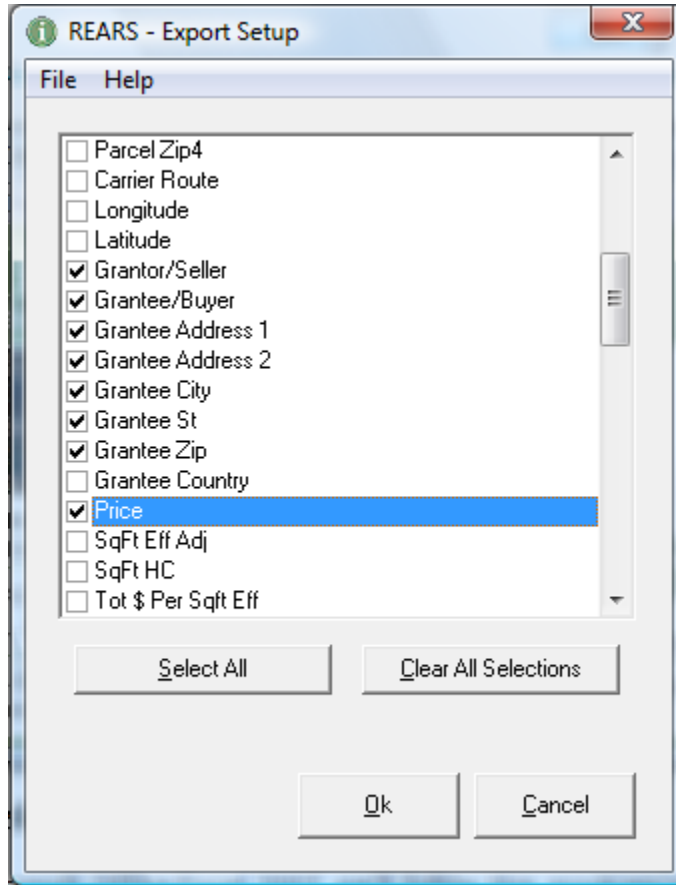 REARS - Export Setup
File Help
Parcel Zip4
Carrier Route
Longitude
Latitude
Grantor/Seller
Grantee/Buyer
Grantee Address 1
Grantee Address 2
Grantee City
Grantee St
Grantee Zip
Grantee Country
Price
SqFt Eff Adj
SqFt HC
Tot $ Per Sqft Eff
Select All Clear All Selections
Ok Cancel